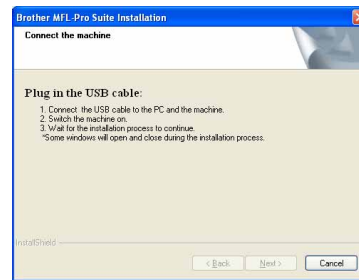 Brother MFL-Pro Suite Installation
Connect the machine
Plug in the USB cable:
1. Connect the USB cable to the PC and the machine.
2. Switch the machine on.
3. Wait for the installation process to continue.
*Some windows will open and close during the installation process.
InstallShield
< Back Next > Cancel